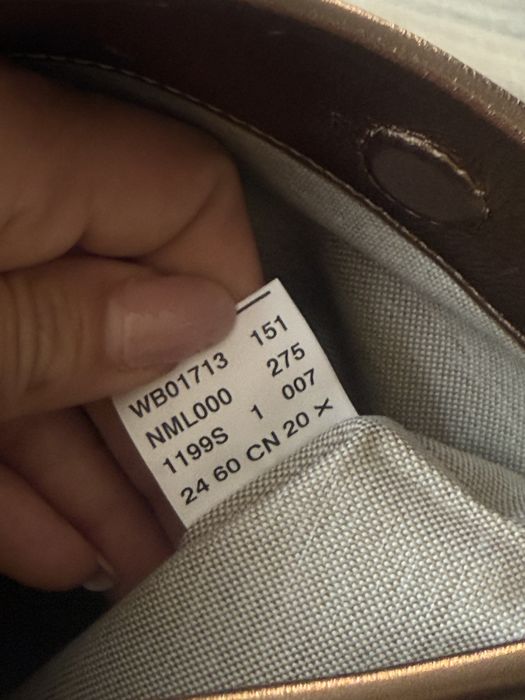 WB01713 151
NML000 275
1199S 1 007
24 60 CN 20 X